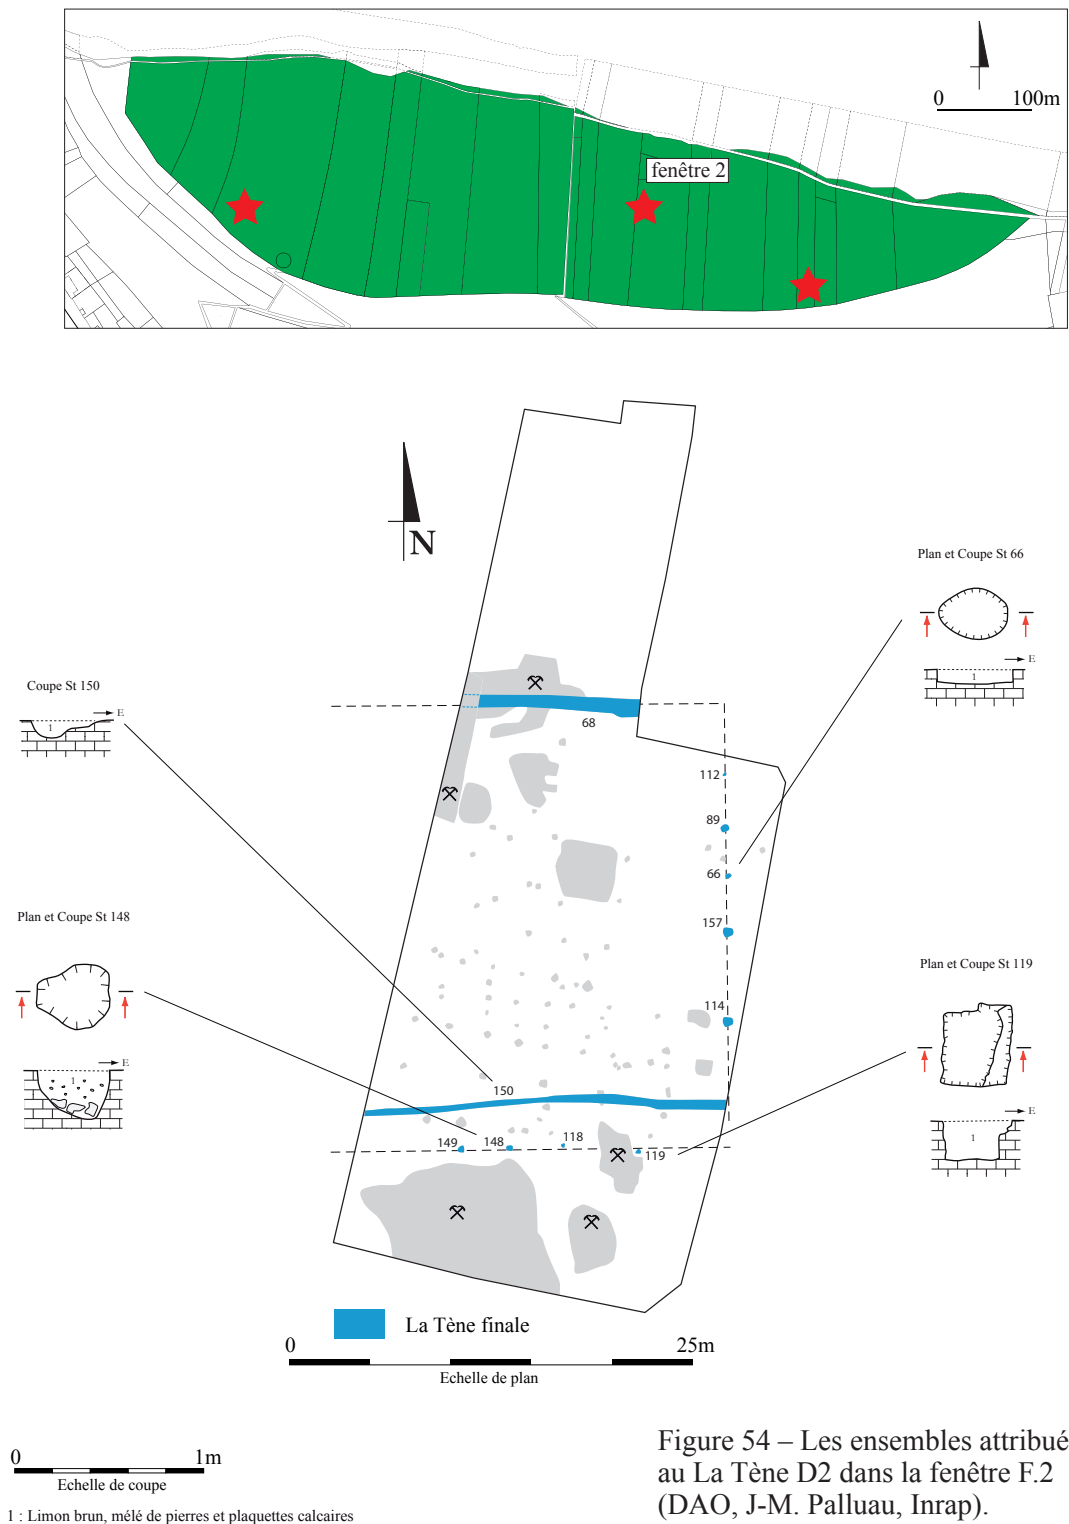 0 100m
fenêtre 2
N
Plan et Coupe St 66
E
1
Coupe St 150
E
1
68
112
89
66
157
114
Plan et Coupe St 148
E
1
Plan et Coupe St 119
E
1
150
149 148 118
119
La Tène finale
0 25m
Echelle de plan
0 1m
Echelle de coupe
1 : Limon brun, mélé de pierres et plaquettes calcaires
Figure 54 – Les ensembles attribué
au La Tène D2 dans la fenêtre F.2
(DAO, J-M. Palluau, Inrap).